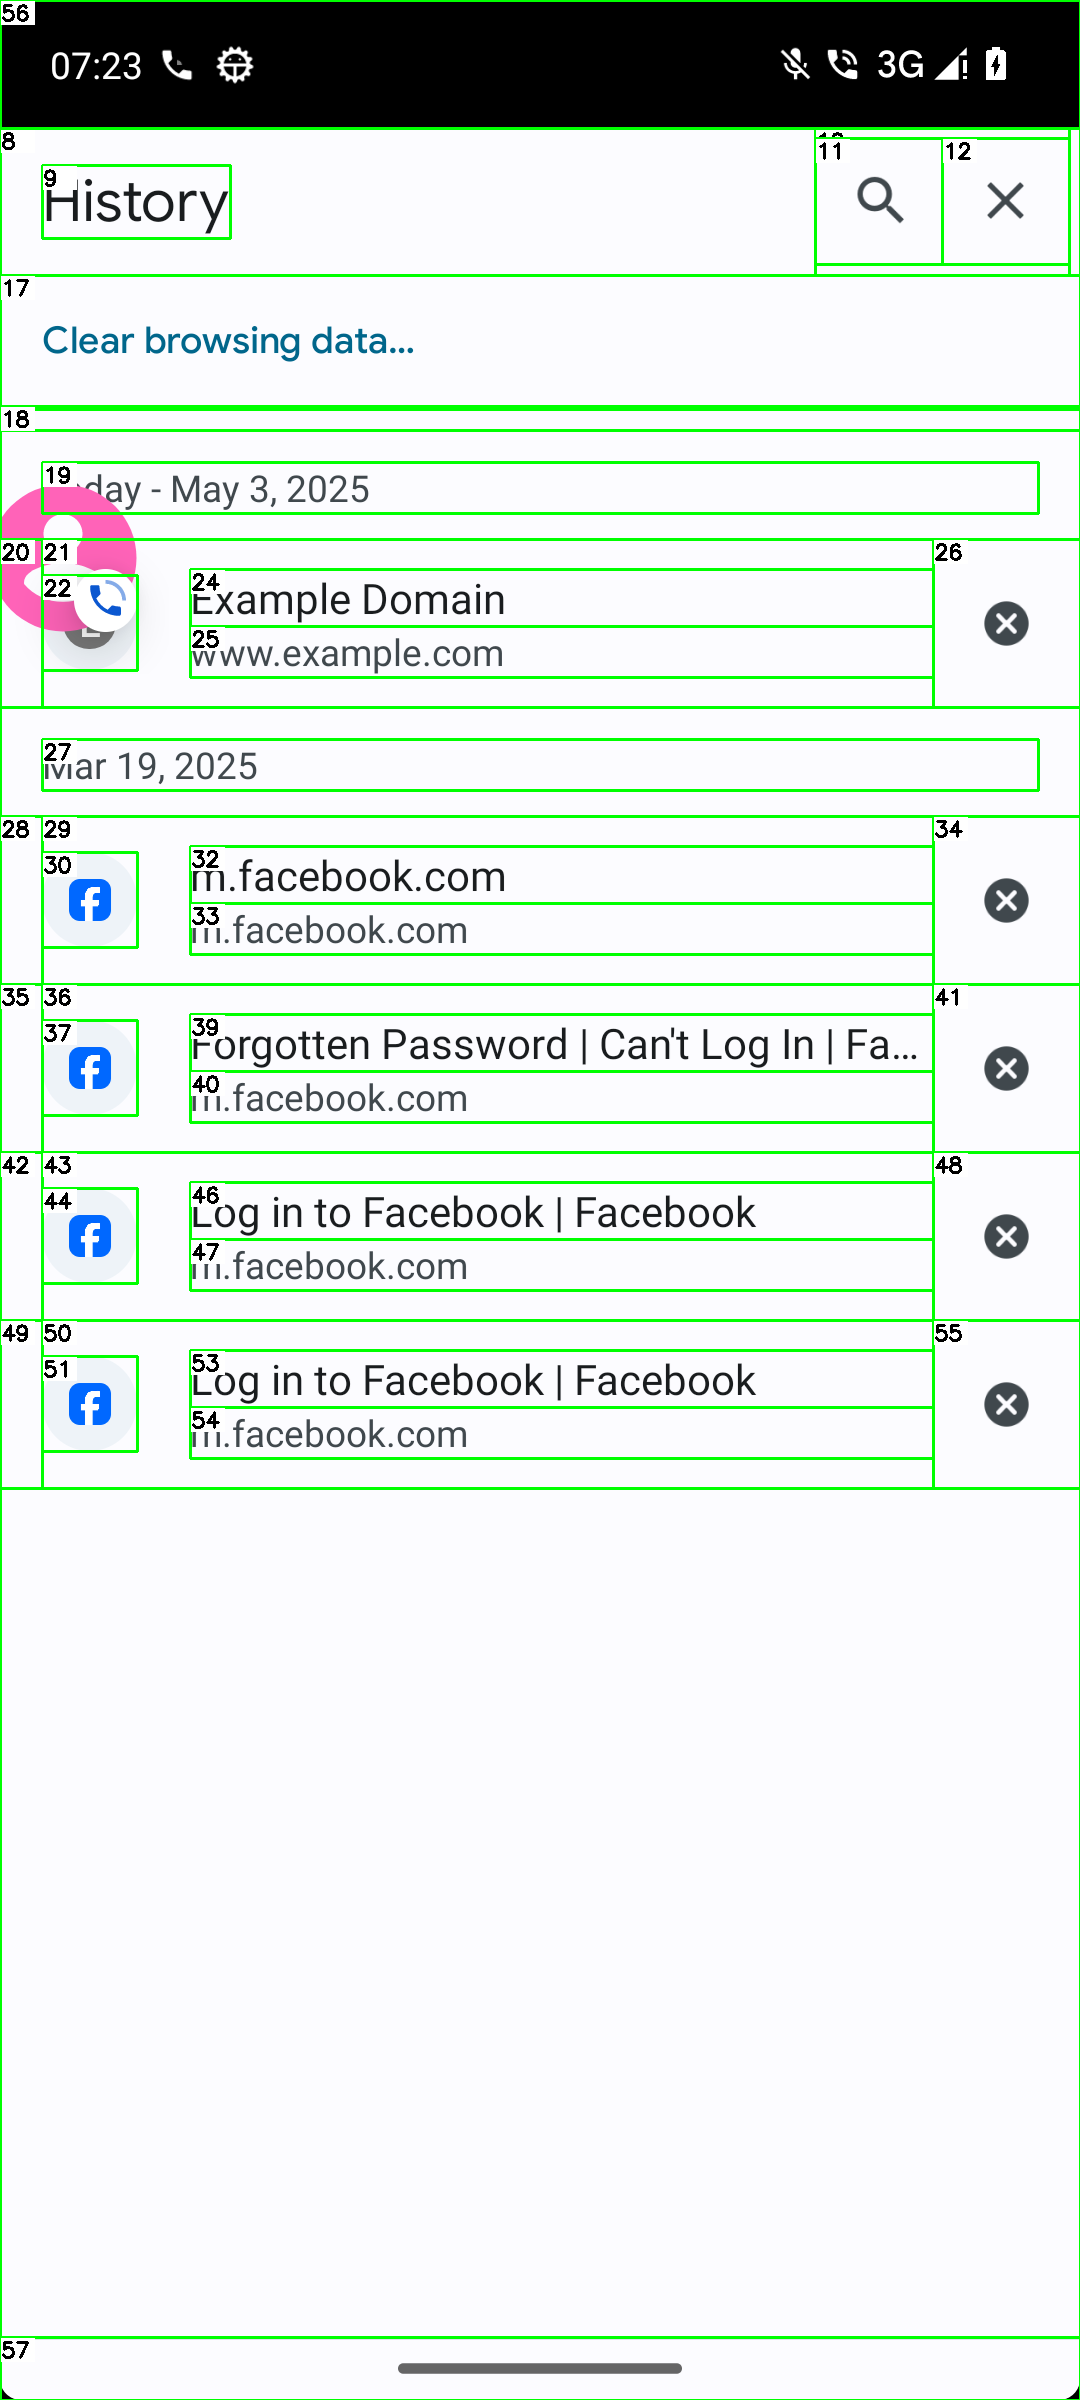 07:23 3G
History
Clear browsing data...
day - May 3, 2025
Example Domain
www.example.com
Mar 19, 2025
m.facebook.com
m.facebook.com
Forgotten Password | Can't Log In | Fa...
m.facebook.com
Log in to Facebook | Facebook
m.facebook.com
Log in to Facebook | Facebook
m.facebook.com
56
8
9
11
12
17
18
19
20
21
22
24
25
26
27
28
29
30
32
33
34
35
36
37
39
40
41
42
43
44
46
47
48
49
50
51
53
54
55
57